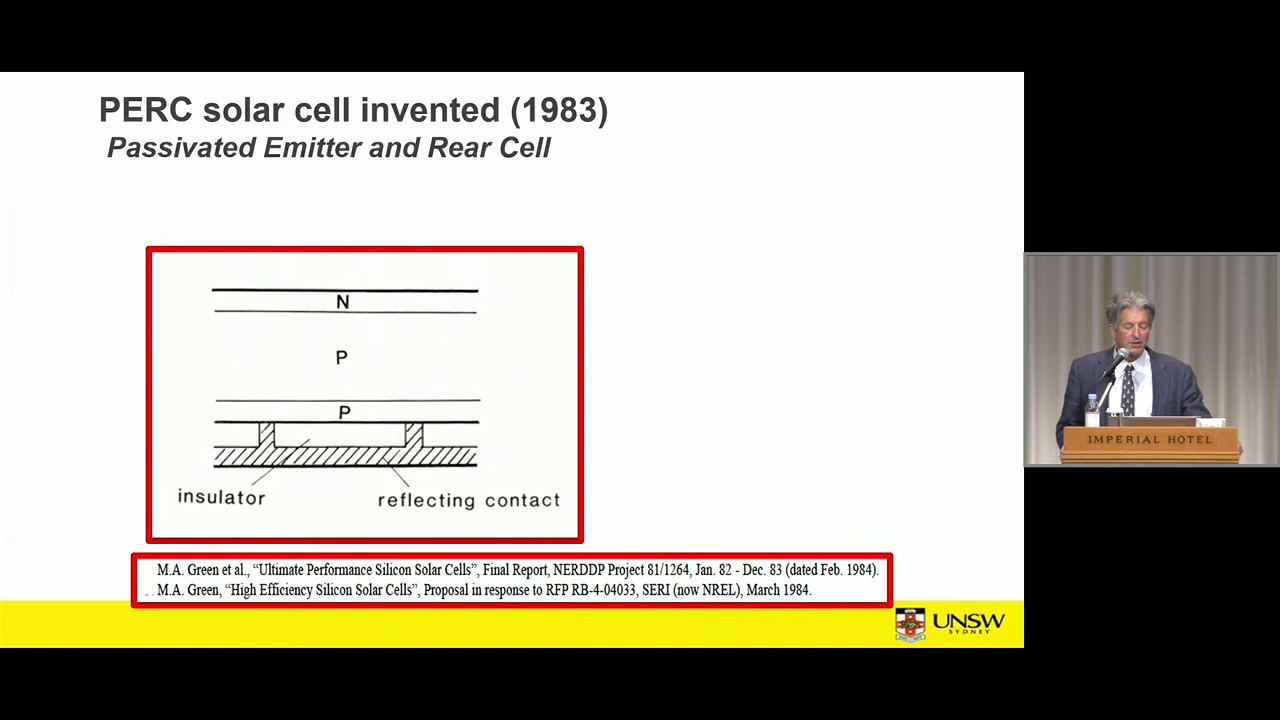 PERC solar cell invented (1983)
Passivated Emitter and Rear Cell
N
P
P
insulator
reflecting contact
M.A. Green et al., “Ultimate Performance Silicon Solar Cells”, Final Report, NERDDP Project 81/1264, Jan. 82 - Dec. 83 (dated Feb. 1984).
M.A. Green, “High Efficiency Silicon Solar Cells”, Proposal in response to RFP RB-4-04033, SERI (now NREL), March 1984.
UNSW
SYDNEY
IMPERIAL HOTEL